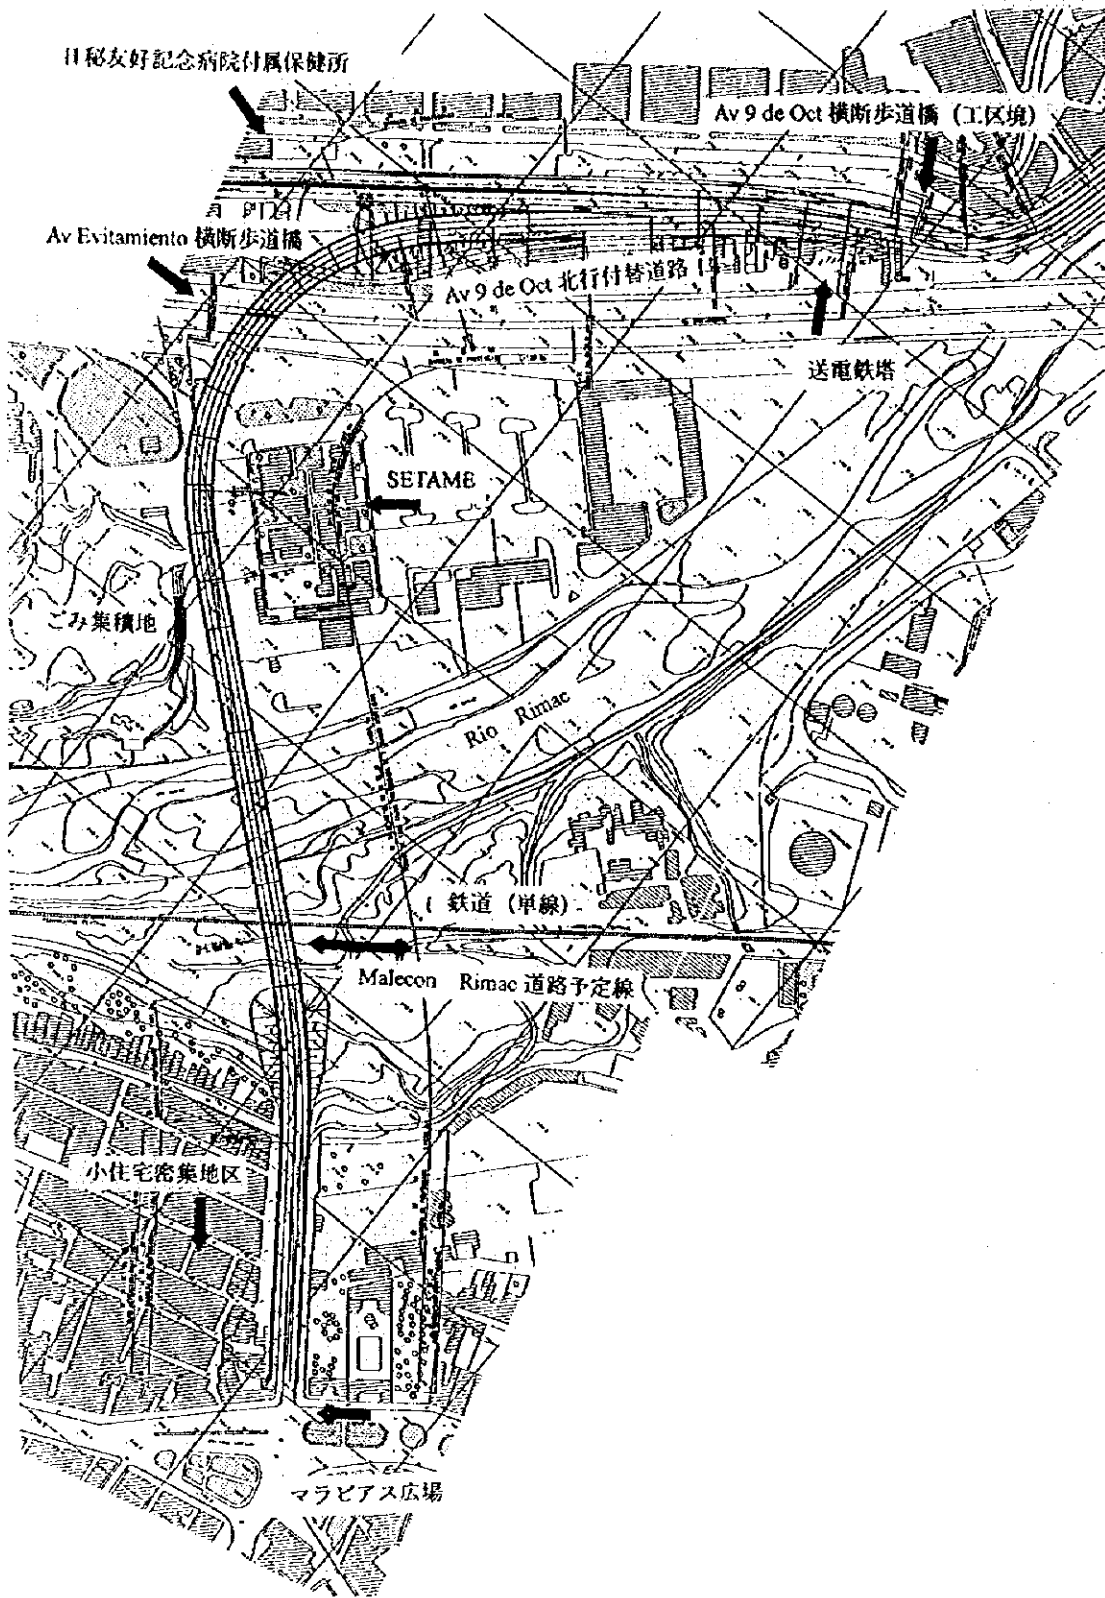 日秘友好記念病院付属保健所
Av 9 de Oct 横断歩道橋（工区境）
Av Evitamiento 横断歩道橋
Av 9 de Oct 北行付替道路
送電鉄塔
SETAME
ごみ集積地
Rio Rimac
鉄道（単線）
Malecon Rimac 道路予定線
小住宅密集地区
マラビアス広場